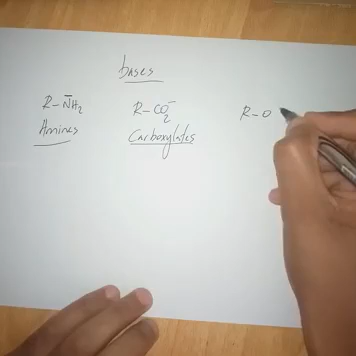 bases
R-N̄H₂ R-CO₂⁻ R-O
Amines Carboxylates